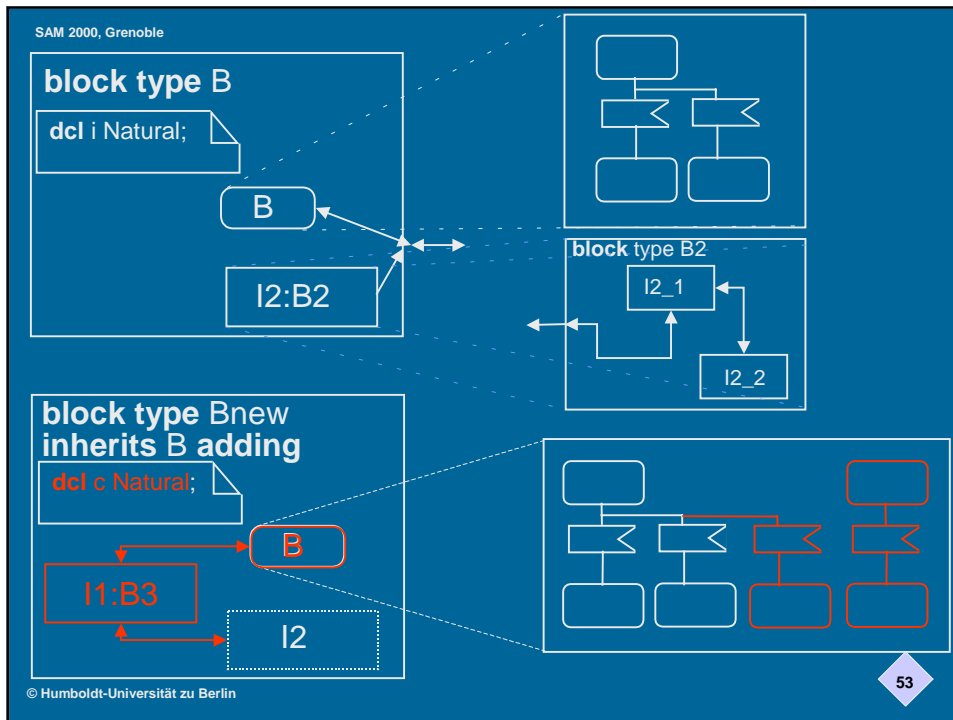 SAM 2000, Grenoble
block type B
dcl i Natural;
B
I2:B2
block type B2
I2_1
I2_2
block type Bnew
inherits B adding
dcl c Natural;
B
I1:B3
I2
© Humboldt-Universität zu Berlin
53